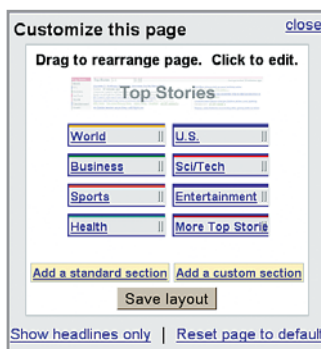 Customize this page close
Drag to rearrange page. Click to edit.
Top Stories
World U.S.
Business Sci/Tech
Sports Entertainment
Health More Top Storie
Add a standard section Add a custom section
Save layout
Show headlines only | Reset page to default